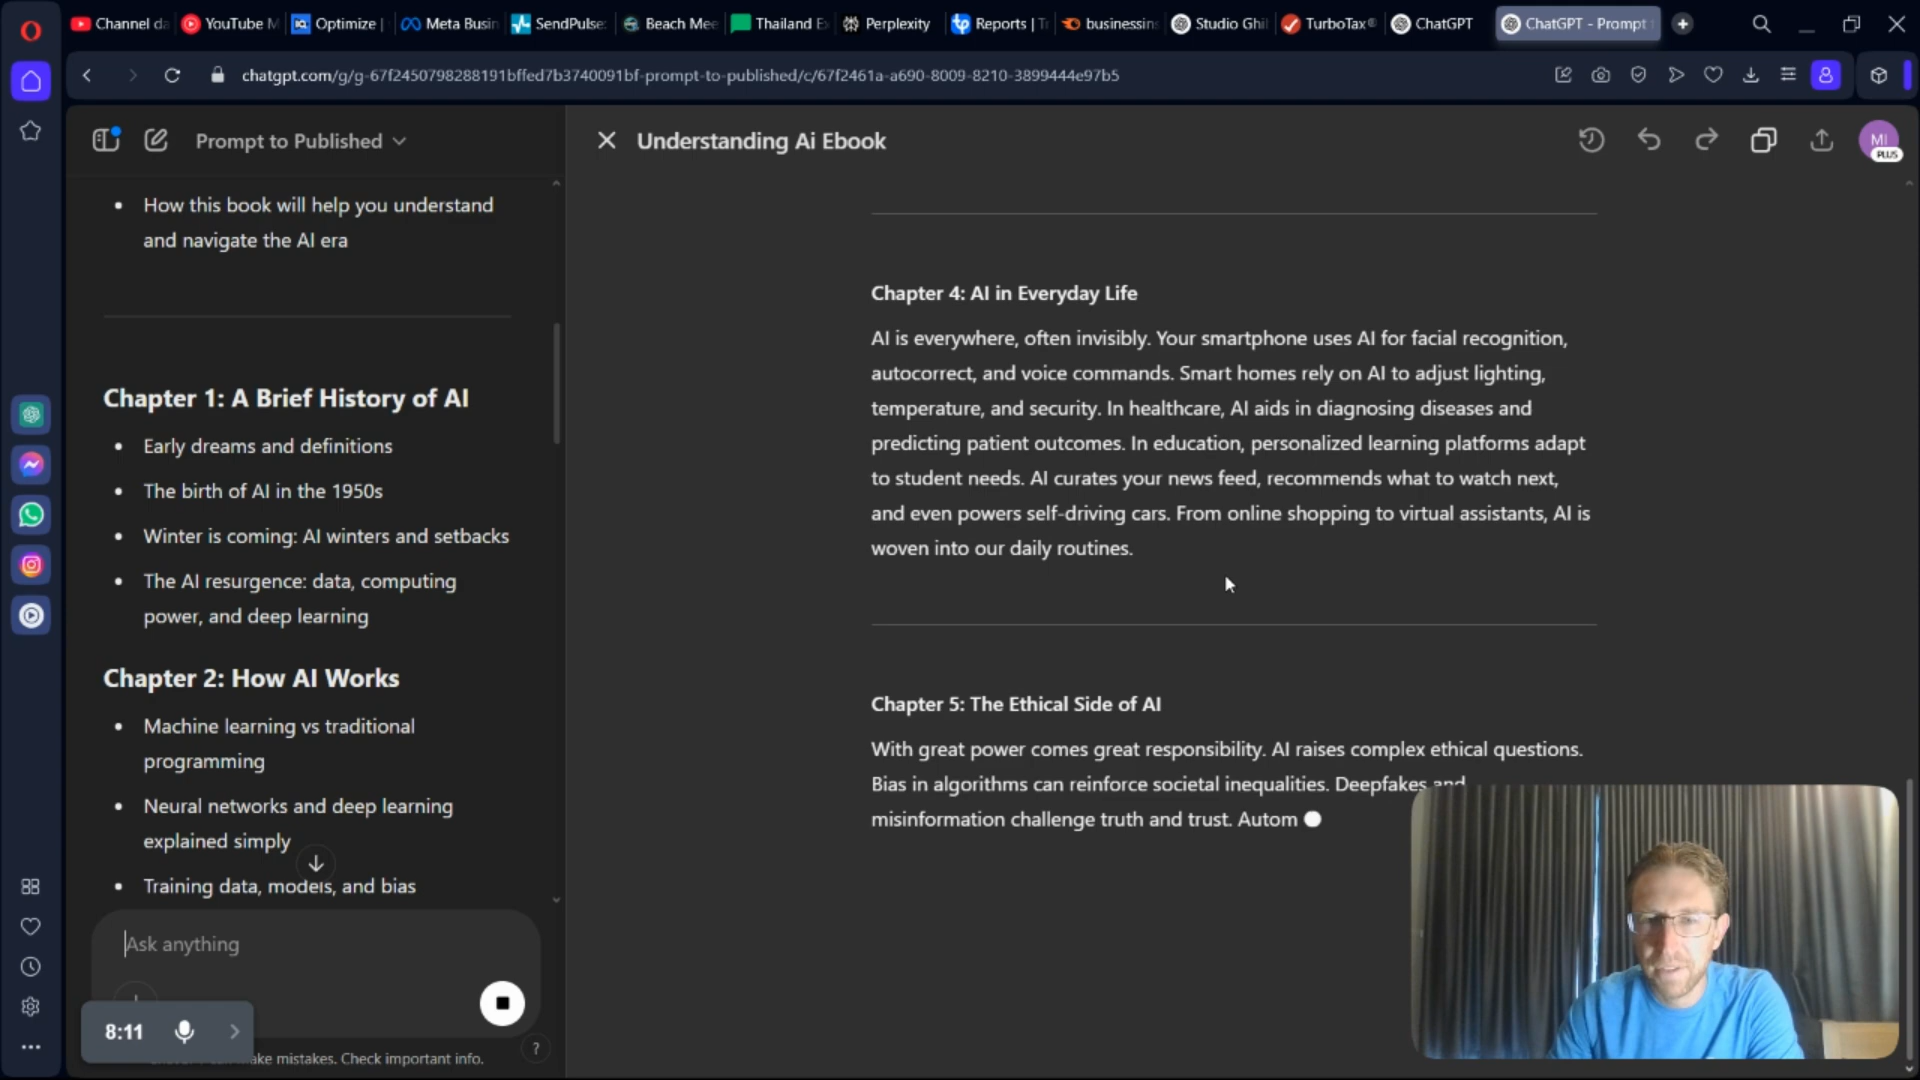 Channel da
YouTube M
Optimize |
Meta Busin
SendPulse:
Beach Mee
Thailand Ex
Perplexity
Reports | Tr
businessin
Studio Ghi
TurboTax®
ChatGPT
ChatGPT - Prompt t
chatgpt.com/g/g-67f2450798288191bffed7b3740091bf-prompt-to-published/c/67f2461a-a690-8009-8210-3899444e97b5
Prompt to Published
Understanding Ai Ebook
MI
PLUS
How this book will help you understand
and navigate the AI era
Chapter 1: A Brief History of AI
Early dreams and definitions
The birth of AI in the 1950s
Winter is coming: AI winters and setbacks
The AI resurgence: data, computing
power, and deep learning
Chapter 2: How AI Works
Machine learning vs traditional
programming
Neural networks and deep learning
explained simply
Training data, models, and bias
Ask anything
8:11
ake mistakes. Check important info.
?
Chapter 4: AI in Everyday Life
AI is everywhere, often invisibly. Your smartphone uses AI for facial recognition,
autocorrect, and voice commands. Smart homes rely on AI to adjust lighting,
temperature, and security. In healthcare, AI aids in diagnosing diseases and
predicting patient outcomes. In education, personalized learning platforms adapt
to student needs. AI curates your news feed, recommends what to watch next,
and even powers self-driving cars. From online shopping to virtual assistants, AI is
woven into our daily routines.
Chapter 5: The Ethical Side of AI
With great power comes great responsibility. AI raises complex ethical questions.
Bias in algorithms can reinforce societal inequalities. Deepfakes and
misinformation challenge truth and trust. Autom